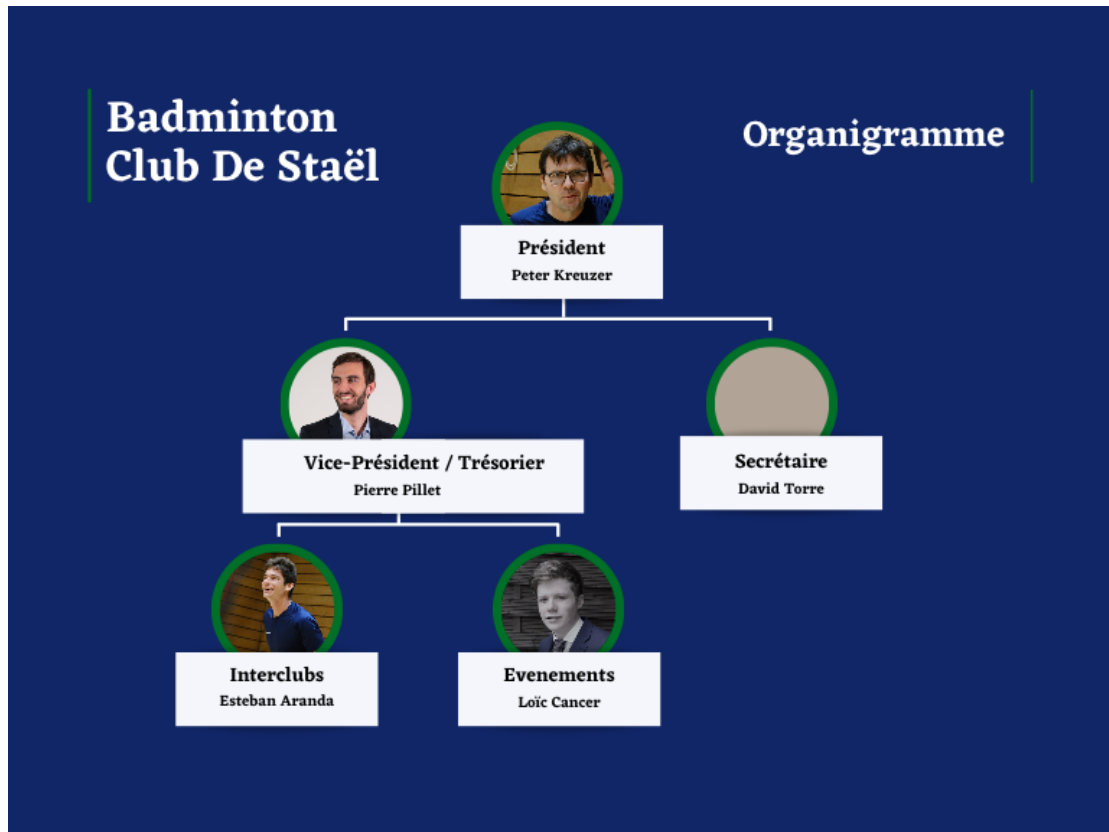 Badminton
Club De Staël
Organigramme
Président
Peter Kreuzer
Vice-Président / Trésorier
Pierre Pillet
Secrétaire
David Torre
Interclubs
Esteban Aranda
Evenements
Loïc Cancer